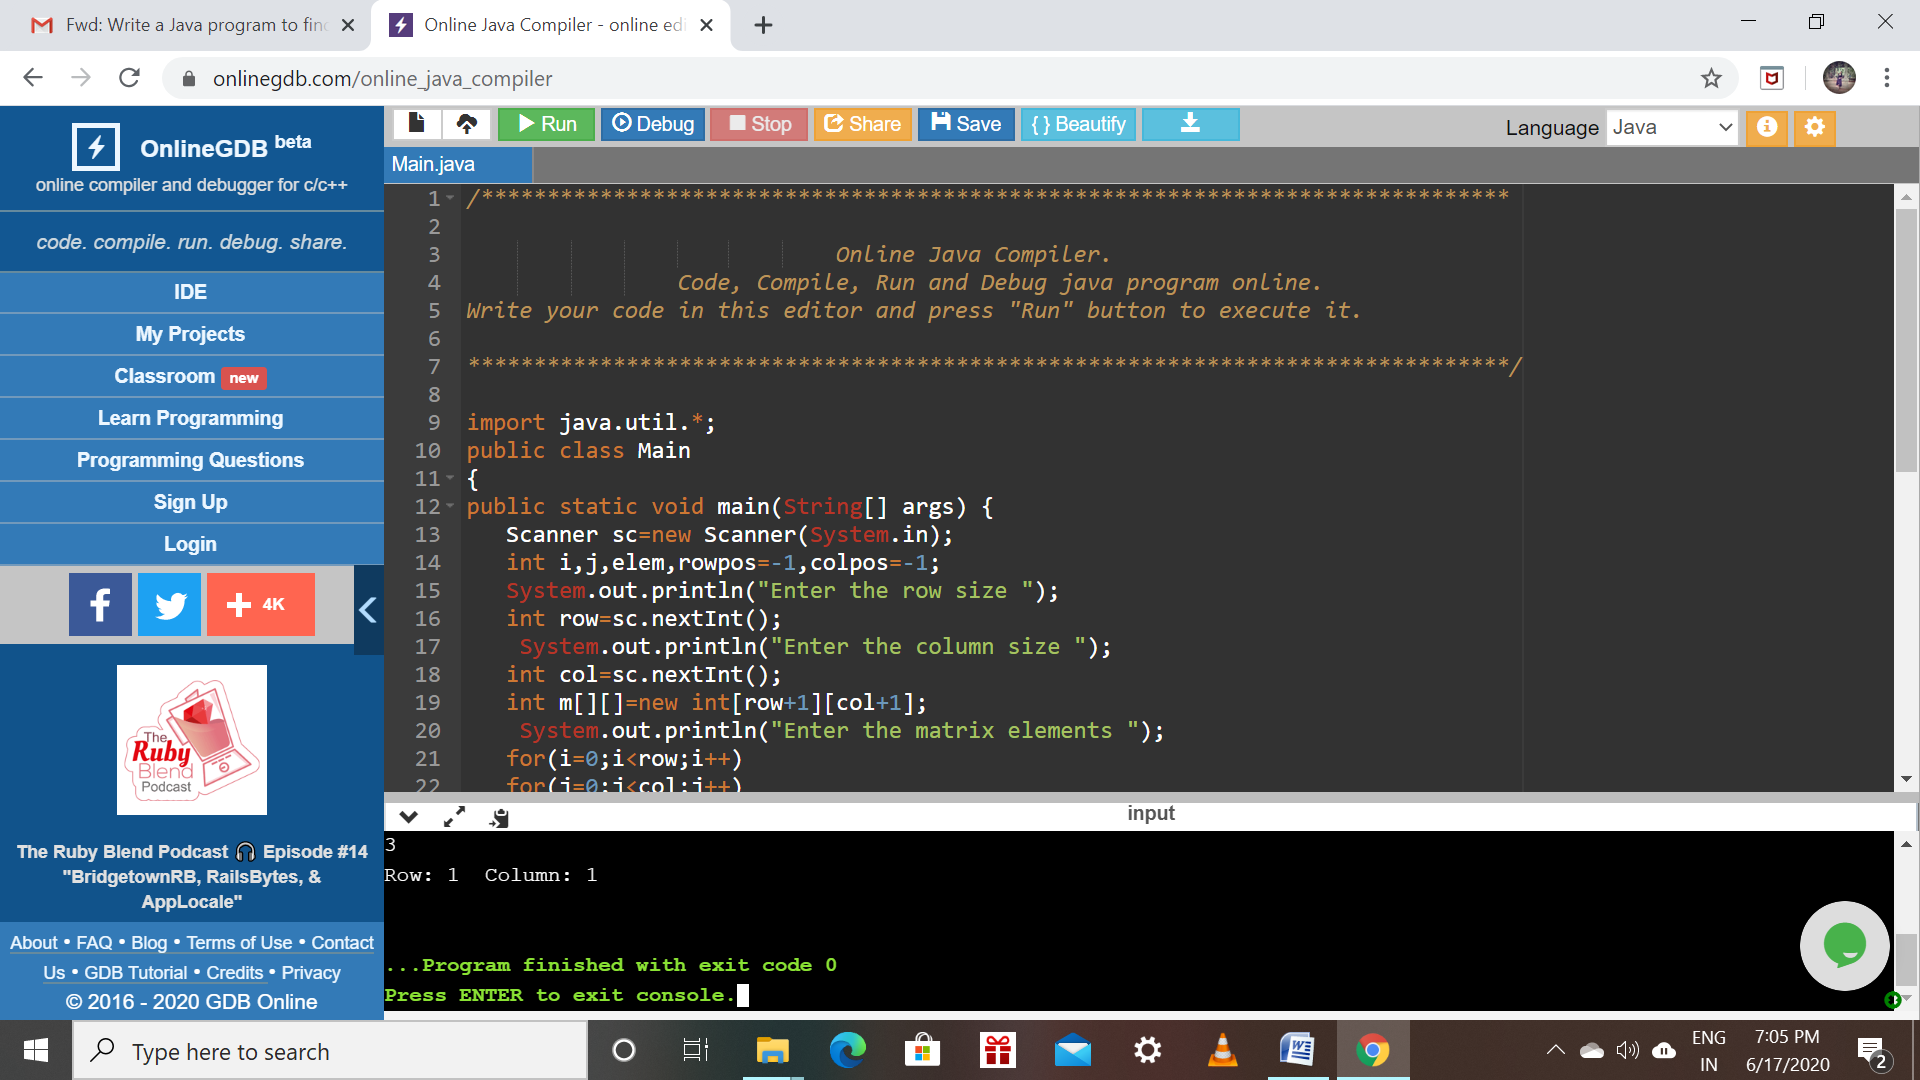 Fwd: Write a Java program to fin
Online Java Compiler - online edi
onlinegdb.com/online_java_compiler
OnlineGDB beta
online compiler and debugger for c/c++
code. compile. run. debug. share.
IDE
My Projects
Classroom new
Learn Programming
Programming Questions
Sign Up
Login
4K
The
Ruby
Blend
Podcast
The Ruby Blend Podcast 🎧 Episode #14
"BridgetownRB, RailsBytes, &
AppLocale"
About • FAQ • Blog • Terms of Use • Contact
Us • GDB Tutorial • Credits • Privacy
© 2016 - 2020 GDB Online
Run Debug Stop Share Save { } Beautify
Language Java
Main.java
1 /******************************************************************************
2
3 Online Java Compiler.
4 Code, Compile, Run and Debug java program online.
5 Write your code in this editor and press "Run" button to execute it.
6
7 *******************************************************************************/
8
9 import java.util.*;
10 public class Main
11 {
12 public static void main(String[] args) {
13 Scanner sc=new Scanner(System.in);
14 int i,j,elem,rowpos=-1,colpos=-1;
15 System.out.println("Enter the row size ");
16 int row=sc.nextInt();
17 System.out.println("Enter the column size ");
18 int col=sc.nextInt();
19 int m[][]=new int[row+1][col+1];
20 System.out.println("Enter the matrix elements ");
21 for(i=0;i<row;i++)
22 for(j=0;j<col;j++)
input
3
Row: 1 Column: 1
...Program finished with exit code 0
Press ENTER to exit console.
Type here to search
ENG
IN
7:05 PM
6/17/2020
2